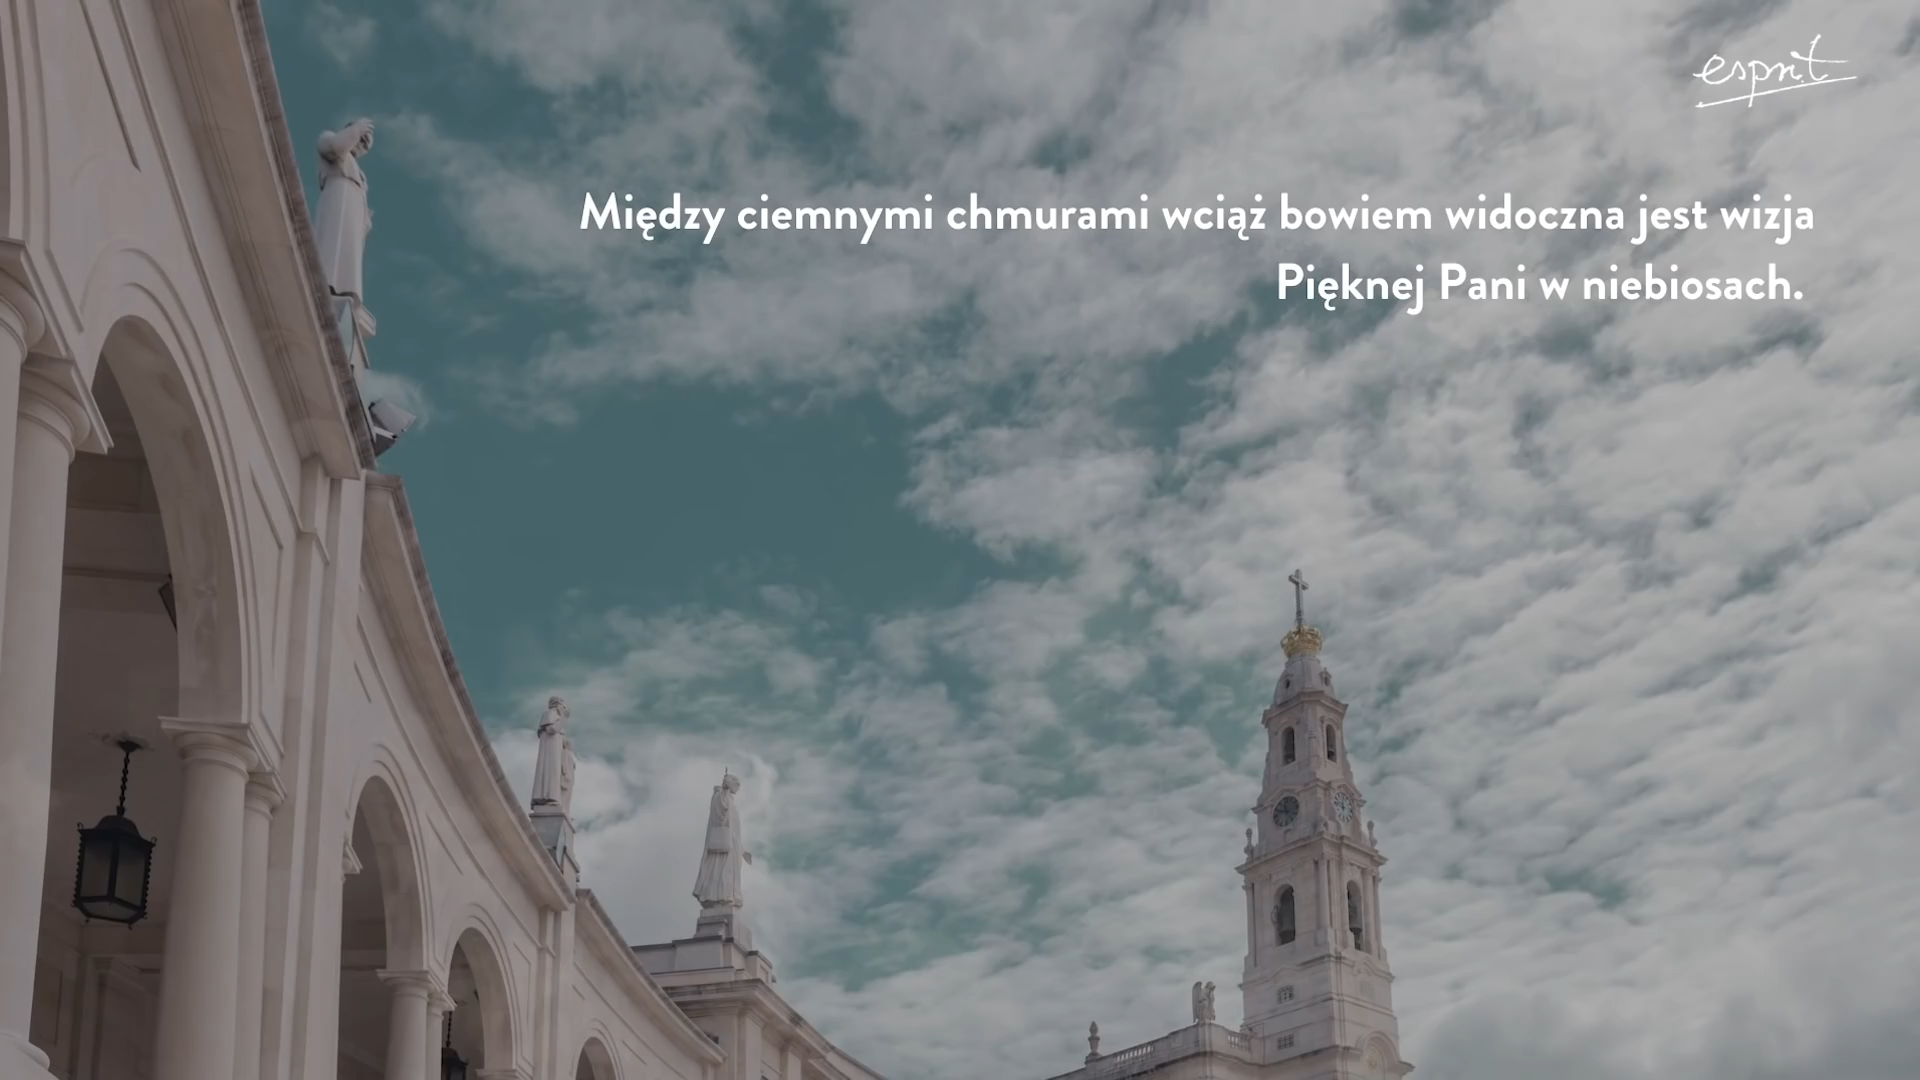 esprit
Między ciemnymi chmurami wciąż bowiem widoczna jest wizja
Pięknej Pani w niebiosach.